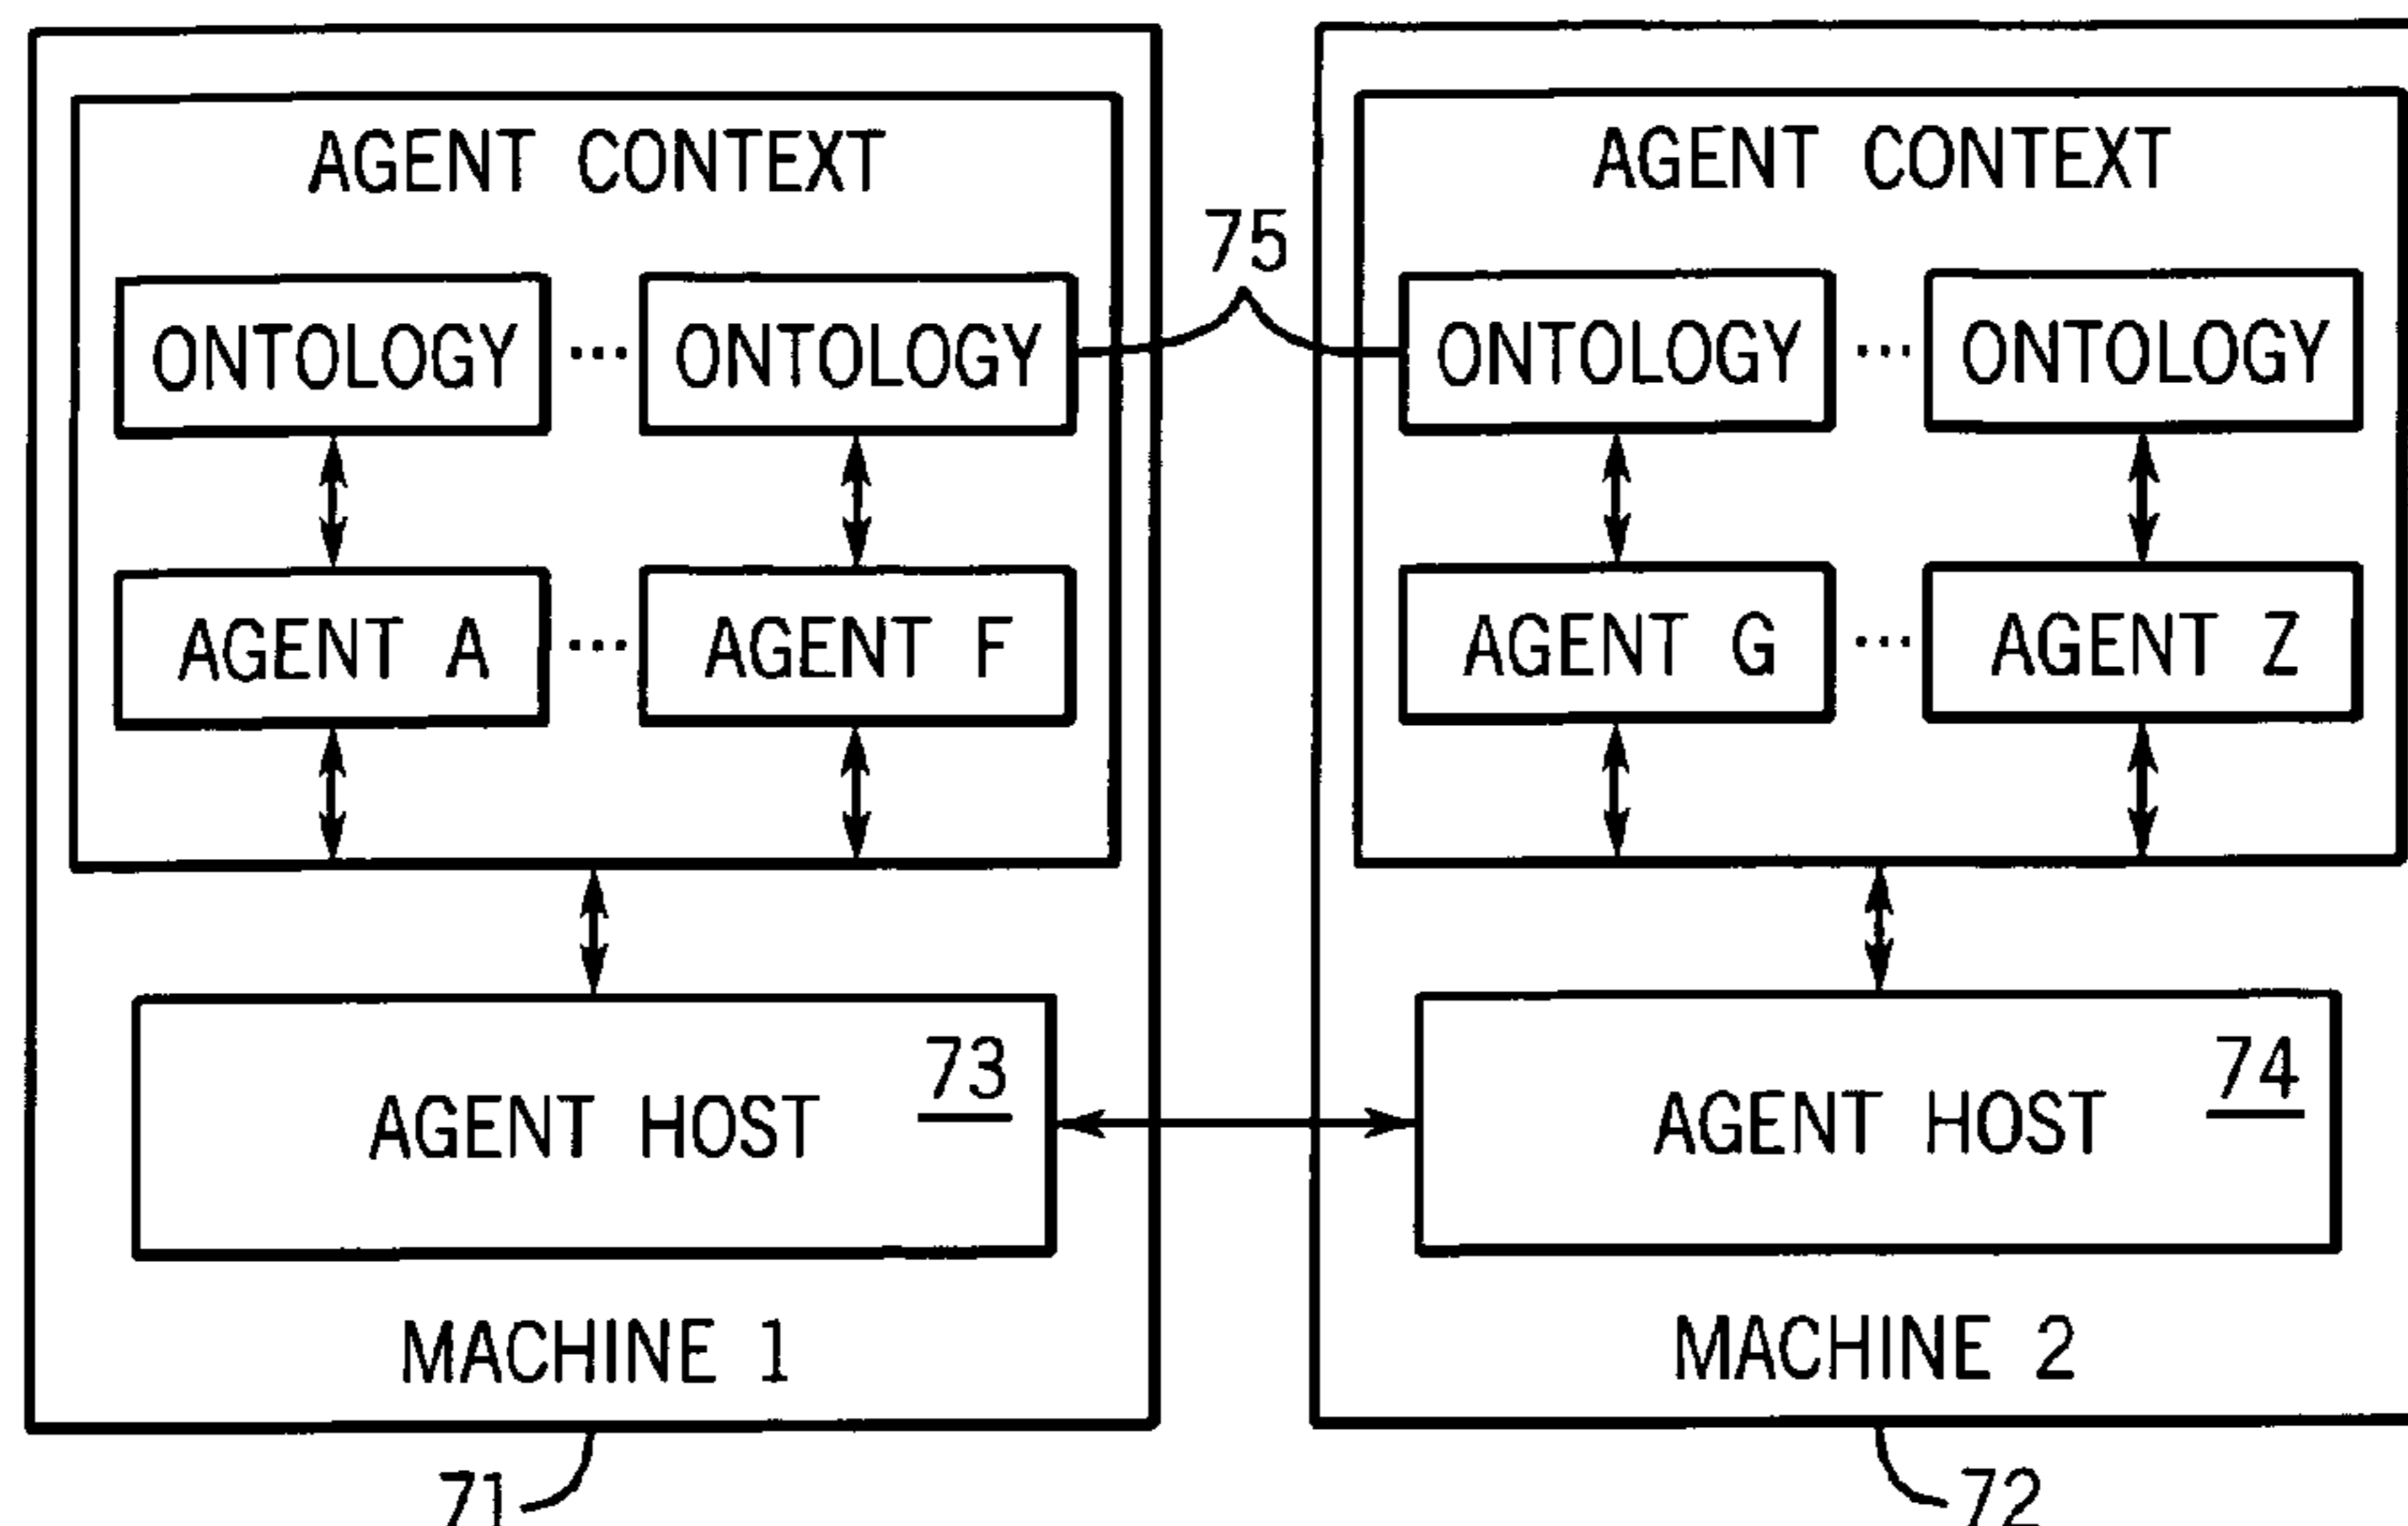 AGENT CONTEXT
ONTOLOGY ... ONTOLOGY
AGENT A ... AGENT F
AGENT HOST
73
MACHINE 1
71
75
AGENT CONTEXT
ONTOLOGY ... ONTOLOGY
AGENT G ... AGENT Z
AGENT HOST
74
MACHINE 2
72